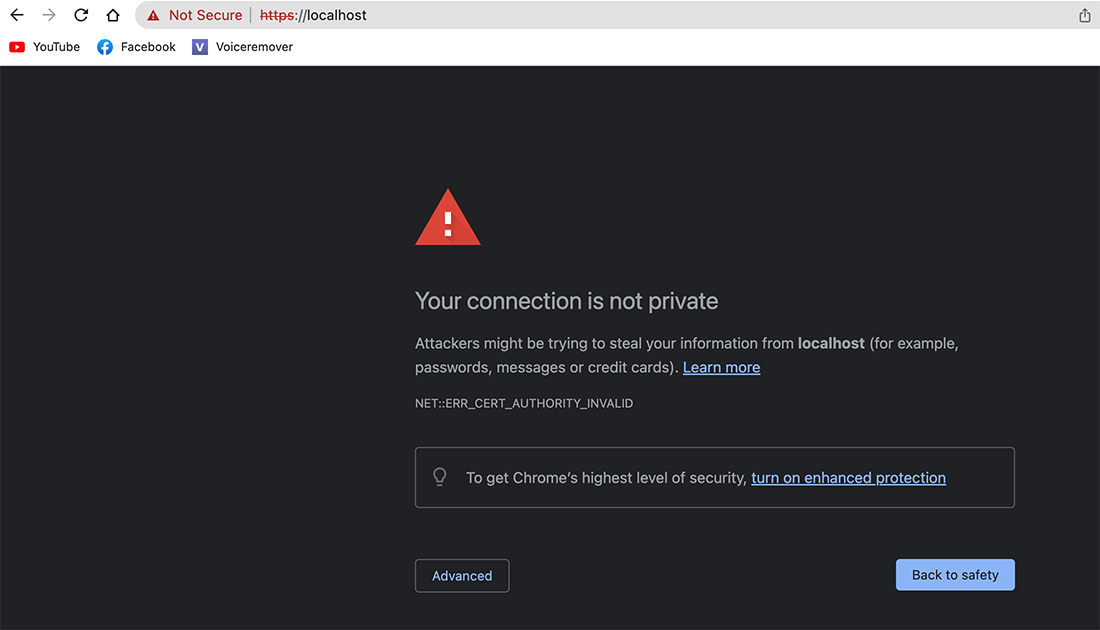 Not Secure https://localhost
YouTube Facebook V Voiceremover
Your connection is not private
Attackers might be trying to steal your information from localhost (for example,
passwords, messages or credit cards). Learn more
NET::ERR_CERT_AUTHORITY_INVALID
To get Chrome’s highest level of security, turn on enhanced protection
Advanced Back to safety